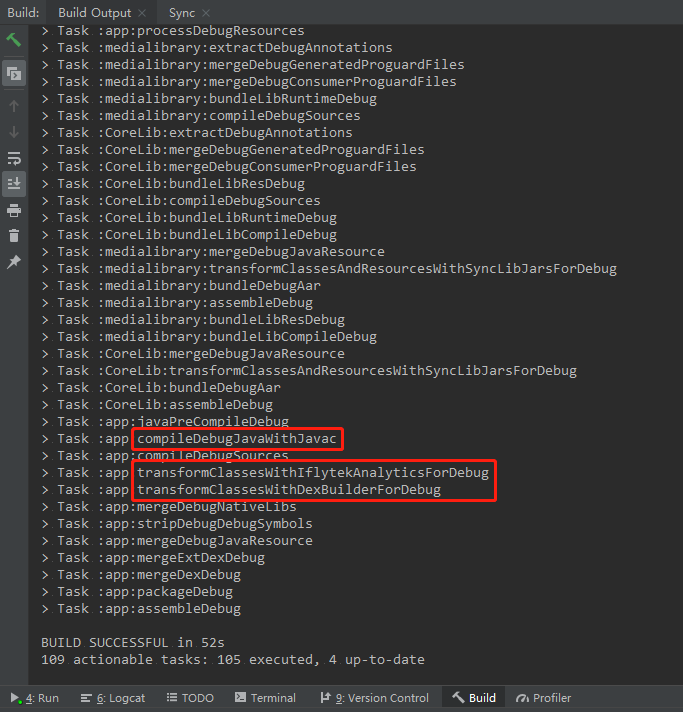 Build: Build Output × Sync ×
> Task :app:processDebugResources
> Task :medialibrary:extractDebugAnnotations
> Task :medialibrary:mergeDebugGeneratedProguardFiles
> Task :medialibrary:mergeDebugConsumerProguardFiles
> Task :medialibrary:bundleLibRuntimeDebug
> Task :medialibrary:compileDebugSources
> Task :CoreLib:extractDebugAnnotations
> Task :CoreLib:mergeDebugGeneratedProguardFiles
> Task :CoreLib:mergeDebugConsumerProguardFiles
> Task :CoreLib:bundleLibResDebug
> Task :CoreLib:compileDebugSources
> Task :CoreLib:bundleLibRuntimeDebug
> Task :CoreLib:bundleLibCompileDebug
> Task :medialibrary:mergeDebugJavaResource
> Task :medialibrary:transformClassesAndResourcesWithSyncLibJarsForDebug
> Task :medialibrary:bundleDebugAar
> Task :medialibrary:assembleDebug
> Task :medialibrary:bundleLibResDebug
> Task :medialibrary:bundleLibCompileDebug
> Task :CoreLib:mergeDebugJavaResource
> Task :CoreLib:transformClassesAndResourcesWithSyncLibJarsForDebug
> Task :CoreLib:bundleDebugAar
> Task :CoreLib:assembleDebug
> Task :app:javaPreCompileDebug
> Task :app compileDebugJavaWithJavac
> Task :app:compileDebugSources
> Task :app transformClassesWithIflytekAnalyticsForDebug
> Task :app transformClassesWithDexBuilderForDebug
> Task :app:mergeDebugNativeLibs
> Task :app:stripDebugDebugSymbols
> Task :app:mergeDebugJavaResource
> Task :app:mergeExtDexDebug
> Task :app:mergeDexDebug
> Task :app:packageDebug
> Task :app:assembleDebug
BUILD SUCCESSFUL in 52s
109 actionable tasks: 105 executed, 4 up-to-date
4: Run 6: Logcat TODO Terminal 9: Version Control Build Profiler